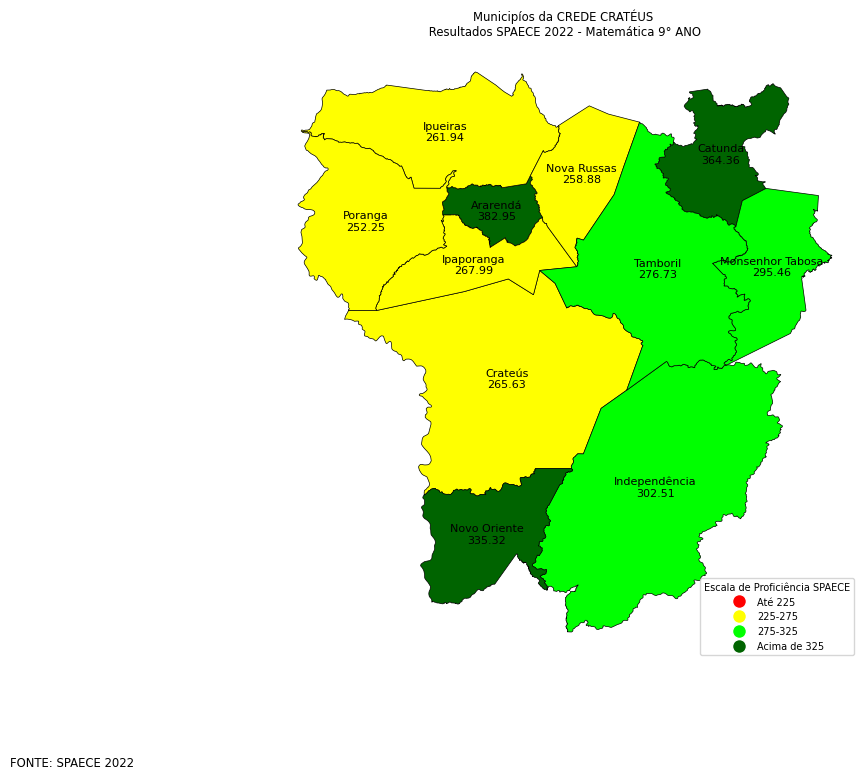 Municipíos da CREDE CRATÉUS
Resultados SPAECE 2022 - Matemática 9° ANO
Ipueiras
261.94
Nova Russas
258.88
Catunda
364.36
Poranga
252.25
Ararendá
382.95
Ipaporanga
267.99
Tamboril
276.73
Monsenhor Tabosa
295.46
Crateús
265.63
Independência
302.51
Novo Oriente
335.32
Escala de Proficiência SPAECE
Até 225
225-275
275-325
Acima de 325
FONTE: SPAECE 2022